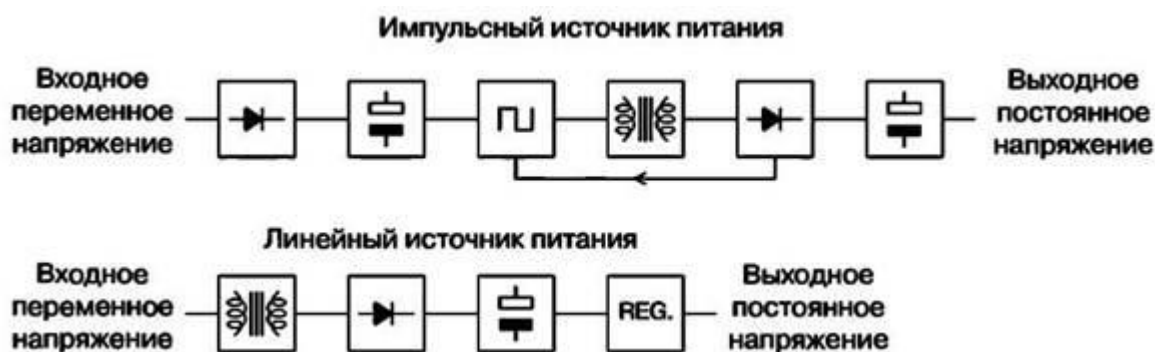 Импульсный источник питания
Входное
переменное
напряжение
Выходное
постоянное
напряжение
Линейный источник питания
Входное
переменное
напряжение
REG.
Выходное
постоянное
напряжение